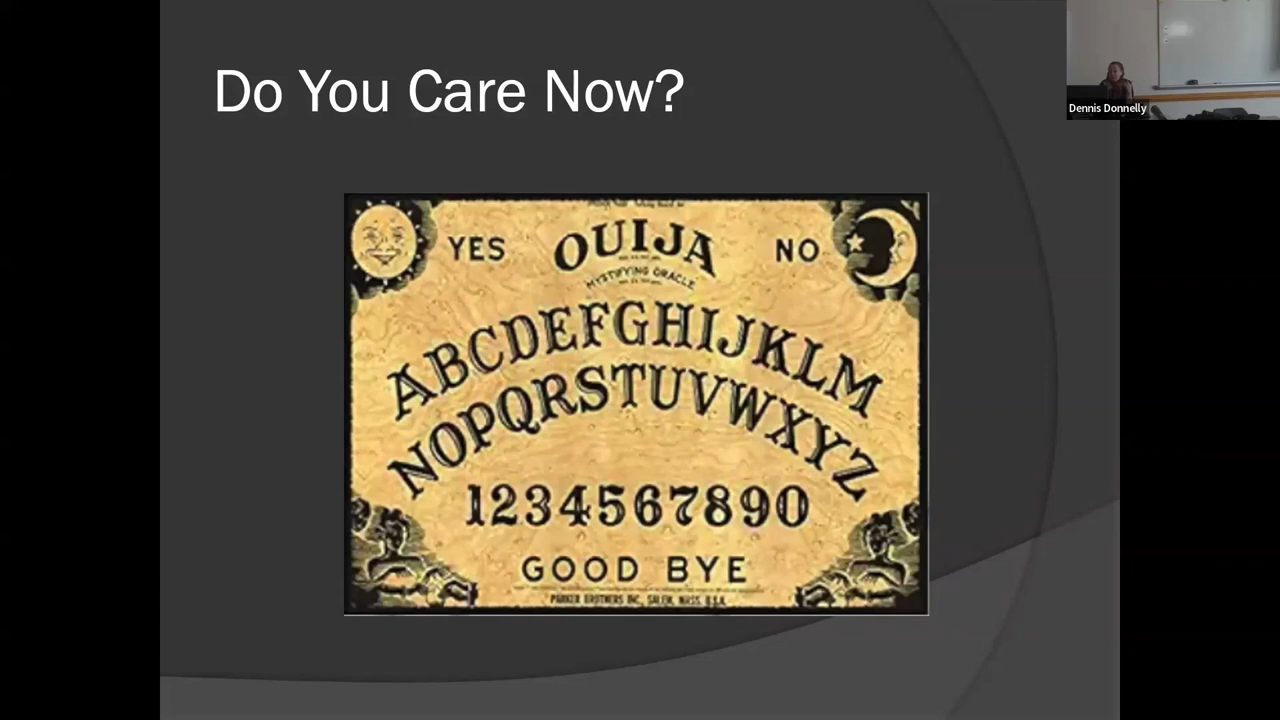 Do You Care Now?
Dennis Donnelly
YES OUIJA NO
MYSTIFYING ORACLE
ABCDEFGHIJKLM
NOPQRSTUVWXYZ
1234567890
GOOD BYE
PARKER BROTHERS INC., SALEM, MASS. U.S.A.